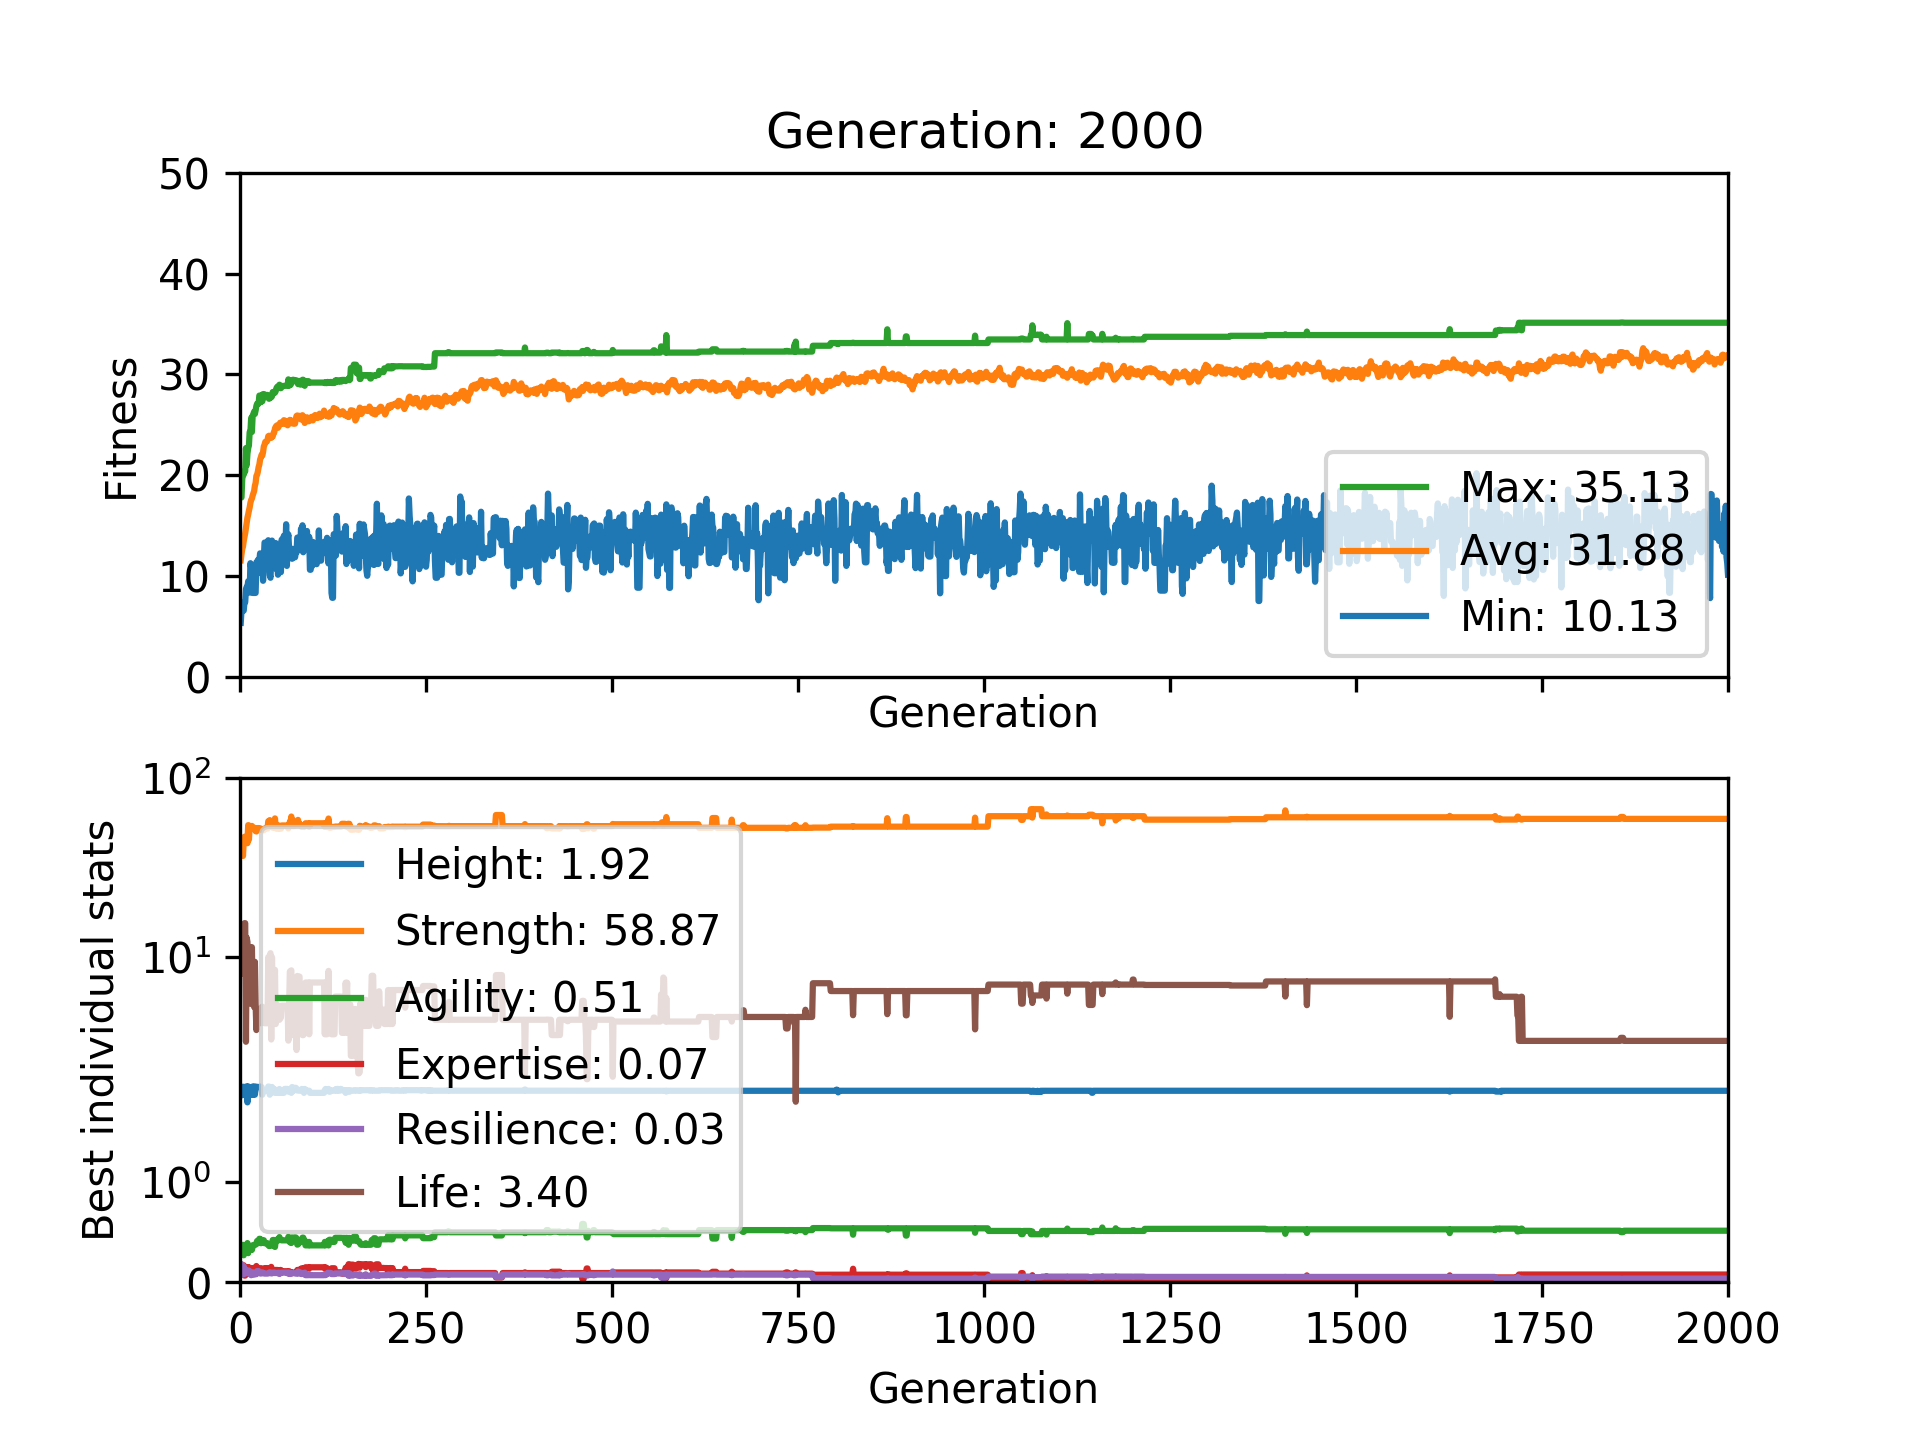 Generation: 2000
50
40
30
20
10
0
Fitness
Max: 35.13
Avg: 31.88
Min: 10.13
Generation
10²
10¹
10⁰
0
Best individual stats
Height: 1.92
Strength: 58.87
Agility: 0.51
Expertise: 0.07
Resilience: 0.03
Life: 3.40
0 250 500 750 1000 1250 1500 1750 2000
Generation